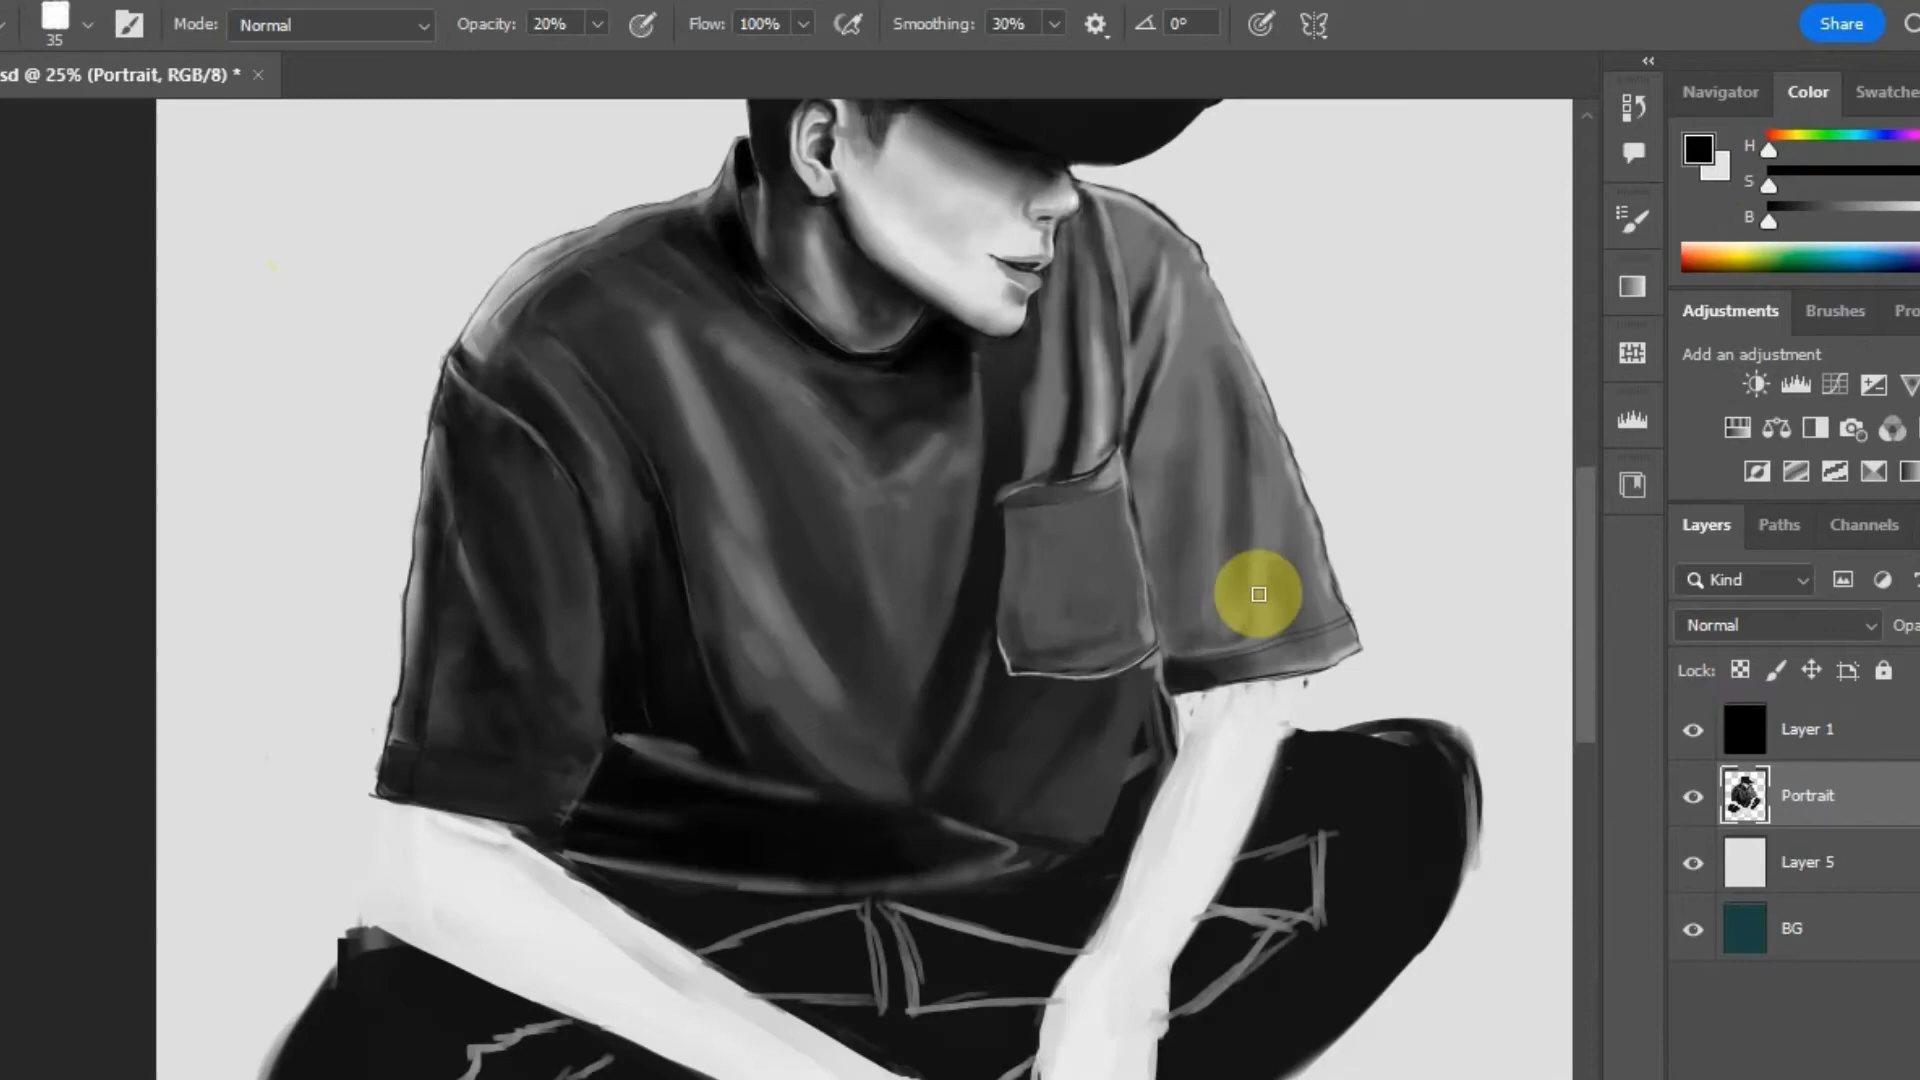 35
Mode: Normal Opacity: 20% Flow: 100% Smoothing: 30% 0°
Share
sd @ 25% (Portrait, RGB/8) * ×
Navigator Color Swatche
H
S
B
Adjustments Brushes Pro
Add an adjustment
Layers Paths Channels
Kind
Normal Opa
Lock:
Layer 1
Portrait
Layer 5
BG